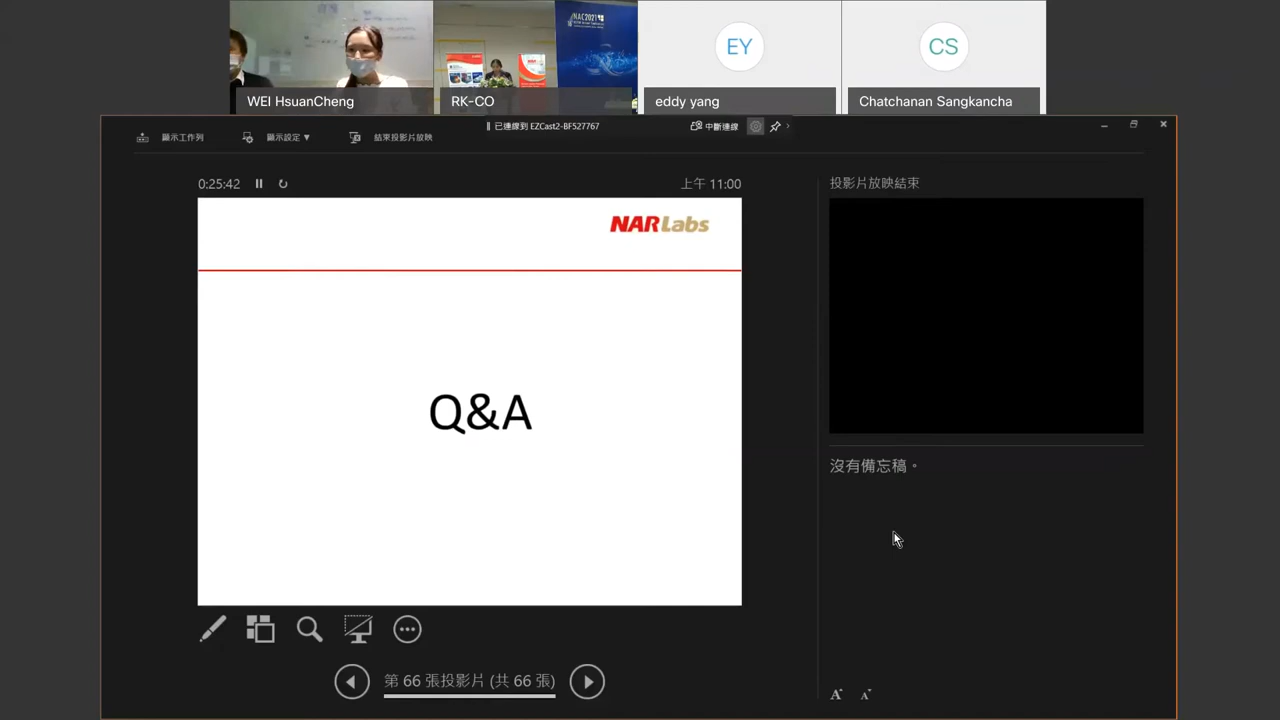 NAC2021
WEI HsuanCheng
RK-CO
EY
eddy yang
CS
Chatchanan Sangkancha
已連線到 EZCast2-BF527767
中斷連線
顯示工作列
顯示設定 ▼
結束投影片放映
0:25:42
上午 11:00
投影片放映結束
NARLabs
Q&A
沒有備忘稿。
第 66 張投影片 (共 66 張)
A
A